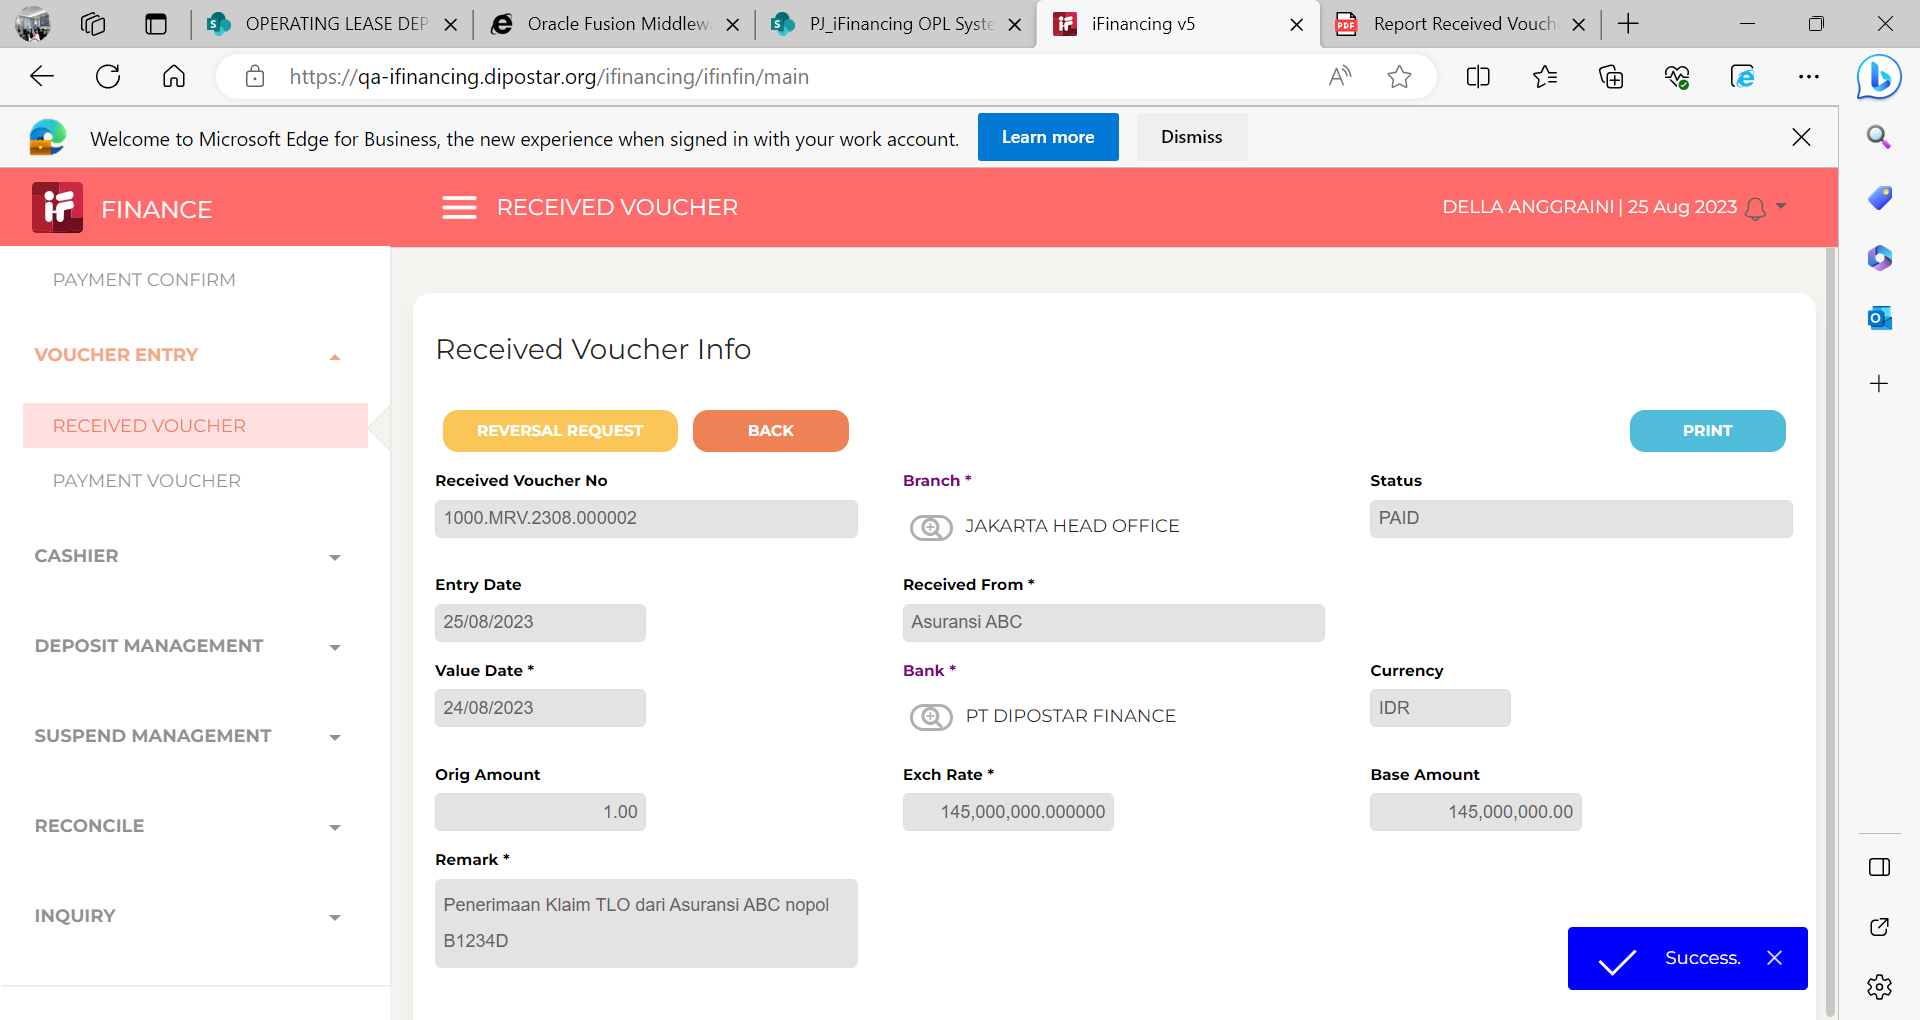 OPERATING LEASE DEP
Oracle Fusion Middlewa
PJ_iFinancing OPL Syste
iFinancing v5
Report Received Vouch
https://qa-ifinancing.dipostar.org/ifinancing/ifinfin/main
Welcome to Microsoft Edge for Business, the new experience when signed in with your work account.
Learn more
Dismiss
iF
FINANCE
RECEIVED VOUCHER
DELLA ANGGRAINI | 25 Aug 2023
PAYMENT CONFIRM
VOUCHER ENTRY
RECEIVED VOUCHER
PAYMENT VOUCHER
CASHIER
DEPOSIT MANAGEMENT
SUSPEND MANAGEMENT
RECONCILE
INQUIRY
Received Voucher Info
REVERSAL REQUEST
BACK
PRINT
Received Voucher No
Branch *
Status
1000.MRV.2308.000002
JAKARTA HEAD OFFICE
PAID
Entry Date
Received From *
25/08/2023
Asuransi ABC
Value Date *
Bank *
Currency
24/08/2023
PT DIPOSTAR FINANCE
IDR
Orig Amount
Exch Rate *
Base Amount
1.00
145,000,000.000000
145,000,000.00
Remark *
Penerimaan Klaim TLO dari Asuransi ABC nopol
B1234D
Success.